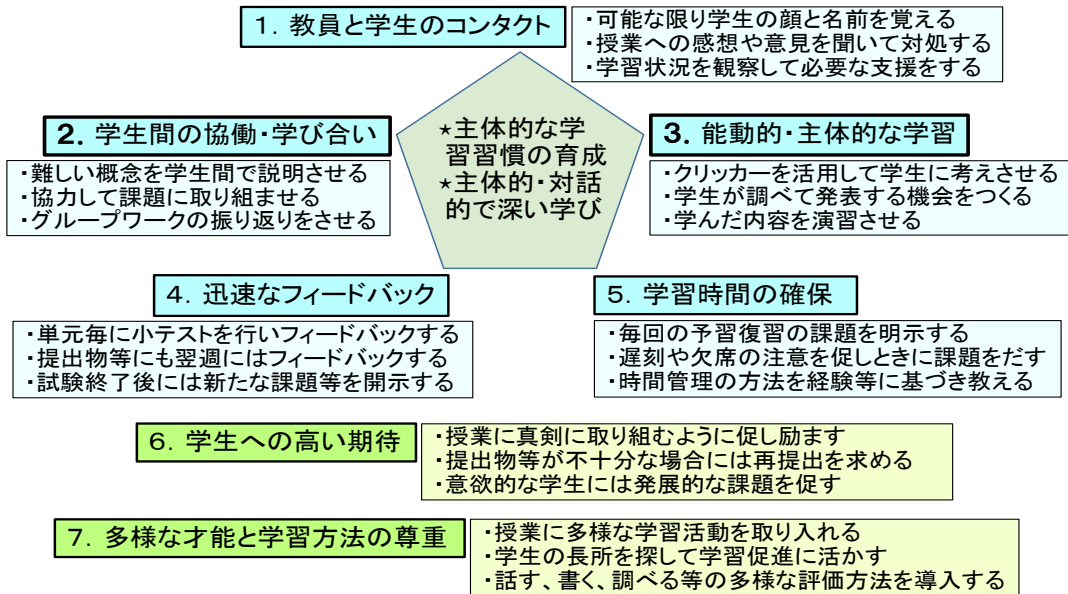 1. 教員と学生のコンタクト
・可能な限り学生の顔と名前を覚える
・授業への感想や意見を聞いて対処する
・学習状況を観察して必要な支援をする
2. 学生間の協働・学び合い
・難しい概念を学生間で説明させる
・協力して課題に取り組ませる
・グループワークの振り返りをさせる
★主体的な学
習習慣の育成
★主体的・対話
的で深い学び
3. 能動的・主体的な学習
・クリッカーを活用して学生に考えさせる
・学生が調べて発表する機会をつくる
・学んだ内容を演習させる
4. 迅速なフィードバック
・単元毎に小テストを行いフィードバックする
・提出物等にも翌週にはフィードバックする
・試験終了後には新たな課題等を開示する
5. 学習時間の確保
・毎回の予習復習の課題を明示する
・遅刻や欠席の注意を促しときに課題をだす
・時間管理の方法を経験等に基づき教える
6. 学生への高い期待
・授業に真剣に取り組むように促し励ます
・提出物等が不十分な場合には再提出を求める
・意欲的な学生には発展的な課題を促す
7. 多様な才能と学習方法の尊重
・授業に多様な学習活動を取り入れる
・学生の長所を探して学習促進に活かす
・話す、書く、調べる等の多様な評価方法を導入する